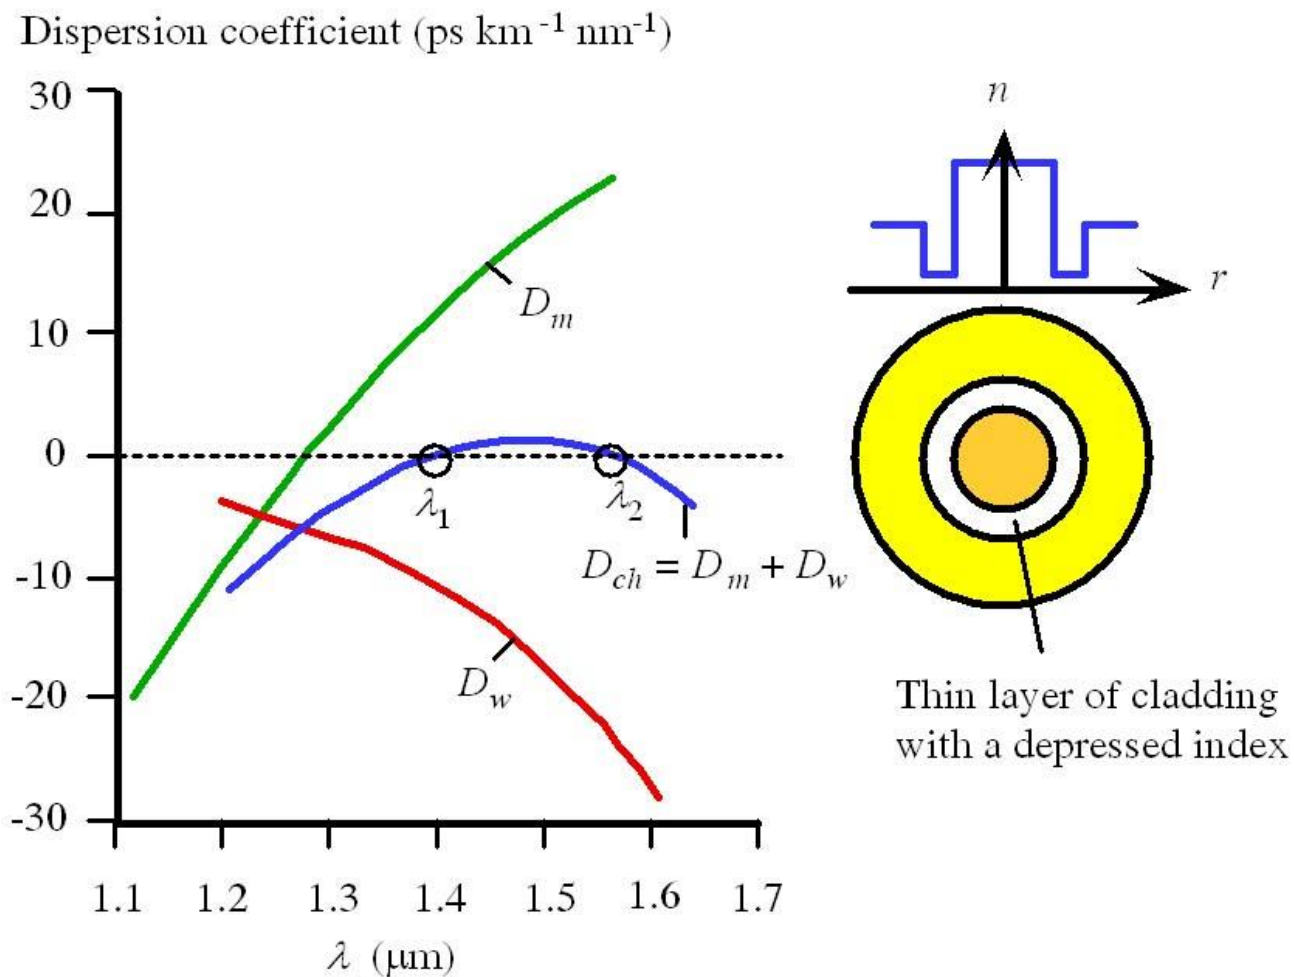 Dispersion coefficient (ps km⁻¹ nm⁻¹)
30
20
10
0
-10
-20
-30
1.1 1.2 1.3 1.4 1.5 1.6 1.7
λ (μm)
Dₘ
λ₁
λ₂
D_ch = Dₘ + D_w
D_w
n
r
Thin layer of cladding
with a depressed index